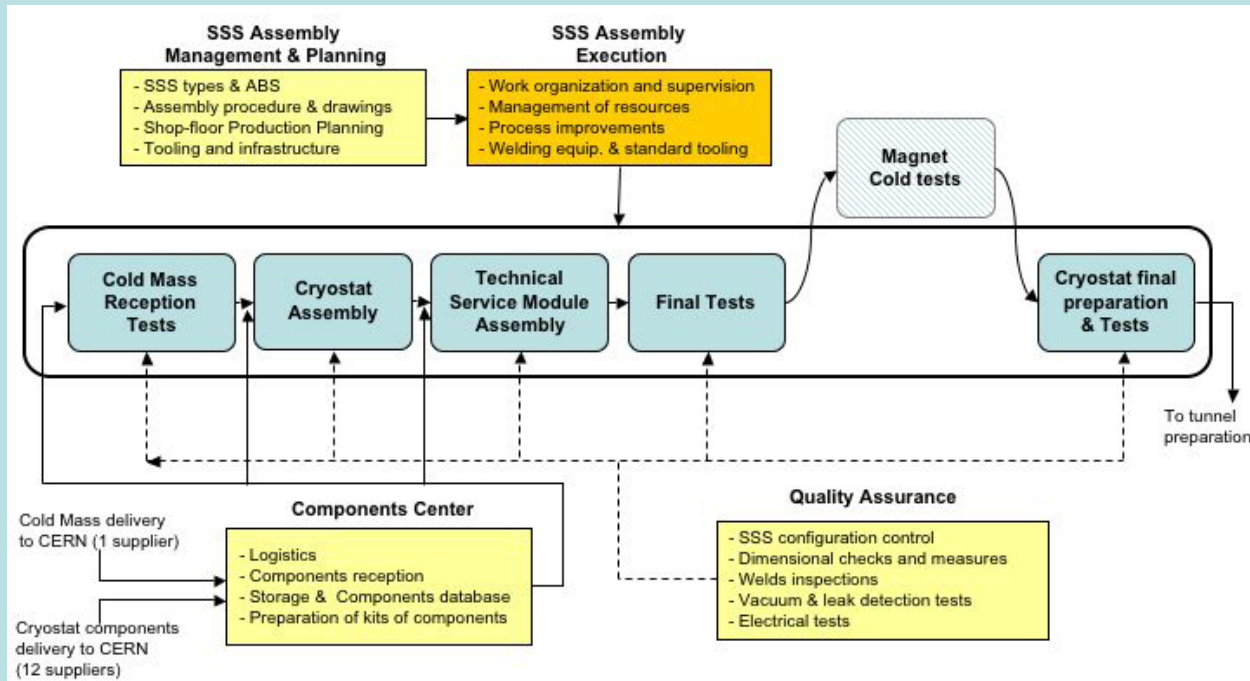 SSS Assembly
Management & Planning
- SSS types & ABS
- Assembly procedure & drawings
- Shop-floor Production Planning
- Tooling and infrastructure
SSS Assembly
Execution
- Work organization and supervision
- Management of resources
- Process improvements
- Welding equip. & standard tooling
Magnet
Cold tests
Cold Mass
Reception
Tests
Cryostat
Assembly
Technical
Service Module
Assembly
Final Tests
Cryostat final
preparation
& Tests
To tunnel
preparation
Cold Mass delivery
to CERN (1 supplier)
Cryostat components
delivery to CERN
(12 suppliers)
Components Center
- Logistics
- Components reception
- Storage & Components database
- Preparation of kits of components
Quality Assurance
- SSS configuration control
- Dimensional checks and measures
- Welds inspections
- Vacuum & leak detection tests
- Electrical tests